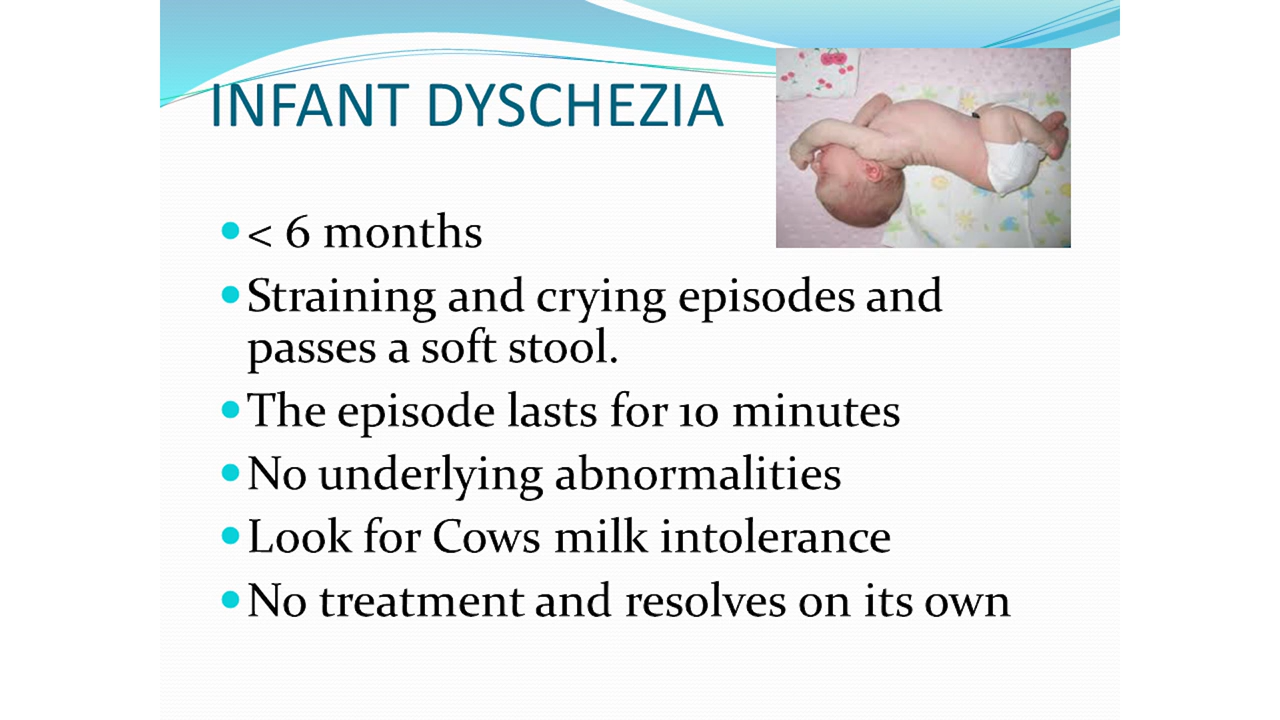 INFANT DYSCHEZIA
< 6 months
Straining and crying episodes and
passes a soft stool.
The episode lasts for 10 minutes
No underlying abnormalities
Look for Cows milk intolerance
No treatment and resolves on its own